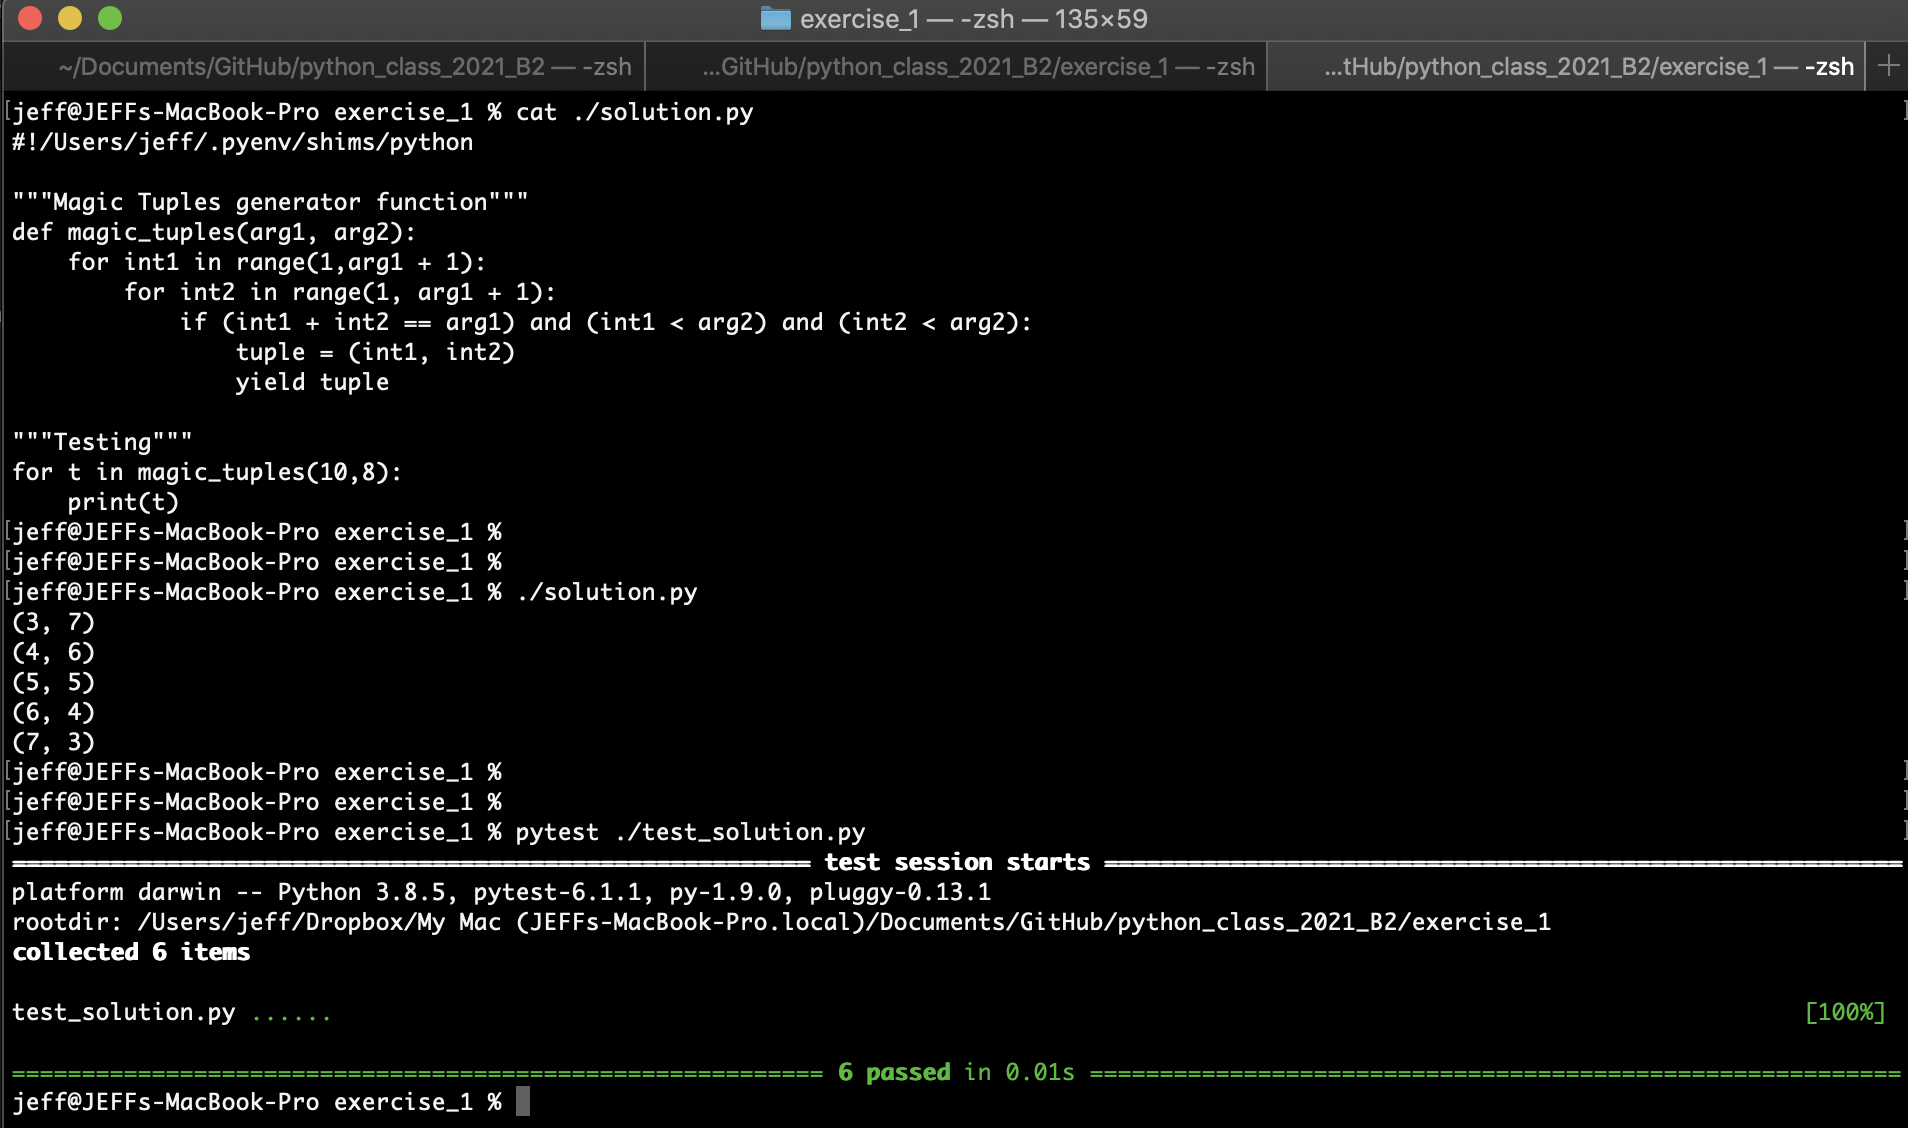 exercise_1 — -zsh — 135×59
~/Documents/GitHub/python_class_2021_B2 — -zsh
...GitHub/python_class_2021_B2/exercise_1 — -zsh
...tHub/python_class_2021_B2/exercise_1 — -zsh
jeff@JEFFs-MacBook-Pro exercise_1 % cat ./solution.py
#!/Users/jeff/.pyenv/shims/python
"""Magic Tuples generator function"""
def magic_tuples(arg1, arg2):
    for int1 in range(1,arg1 + 1):
        for int2 in range(1, arg1 + 1):
            if (int1 + int2 == arg1) and (int1 < arg2) and (int2 < arg2):
                tuple = (int1, int2)
                yield tuple
"""Testing"""
for t in magic_tuples(10,8):
    print(t)
jeff@JEFFs-MacBook-Pro exercise_1 %
jeff@JEFFs-MacBook-Pro exercise_1 %
jeff@JEFFs-MacBook-Pro exercise_1 % ./solution.py
(3, 7)
(4, 6)
(5, 5)
(6, 4)
(7, 3)
jeff@JEFFs-MacBook-Pro exercise_1 %
jeff@JEFFs-MacBook-Pro exercise_1 %
jeff@JEFFs-MacBook-Pro exercise_1 % pytest ./test_solution.py
========================= test session starts =========================
platform darwin -- Python 3.8.5, pytest-6.1.1, py-1.9.0, pluggy-0.13.1
rootdir: /Users/jeff/Dropbox/My Mac (JEFFs-MacBook-Pro.local)/Documents/GitHub/python_class_2021_B2/exercise_1
collected 6 items
test_solution.py ...... [100%]
========================= 6 passed in 0.01s =========================
jeff@JEFFs-MacBook-Pro exercise_1 %